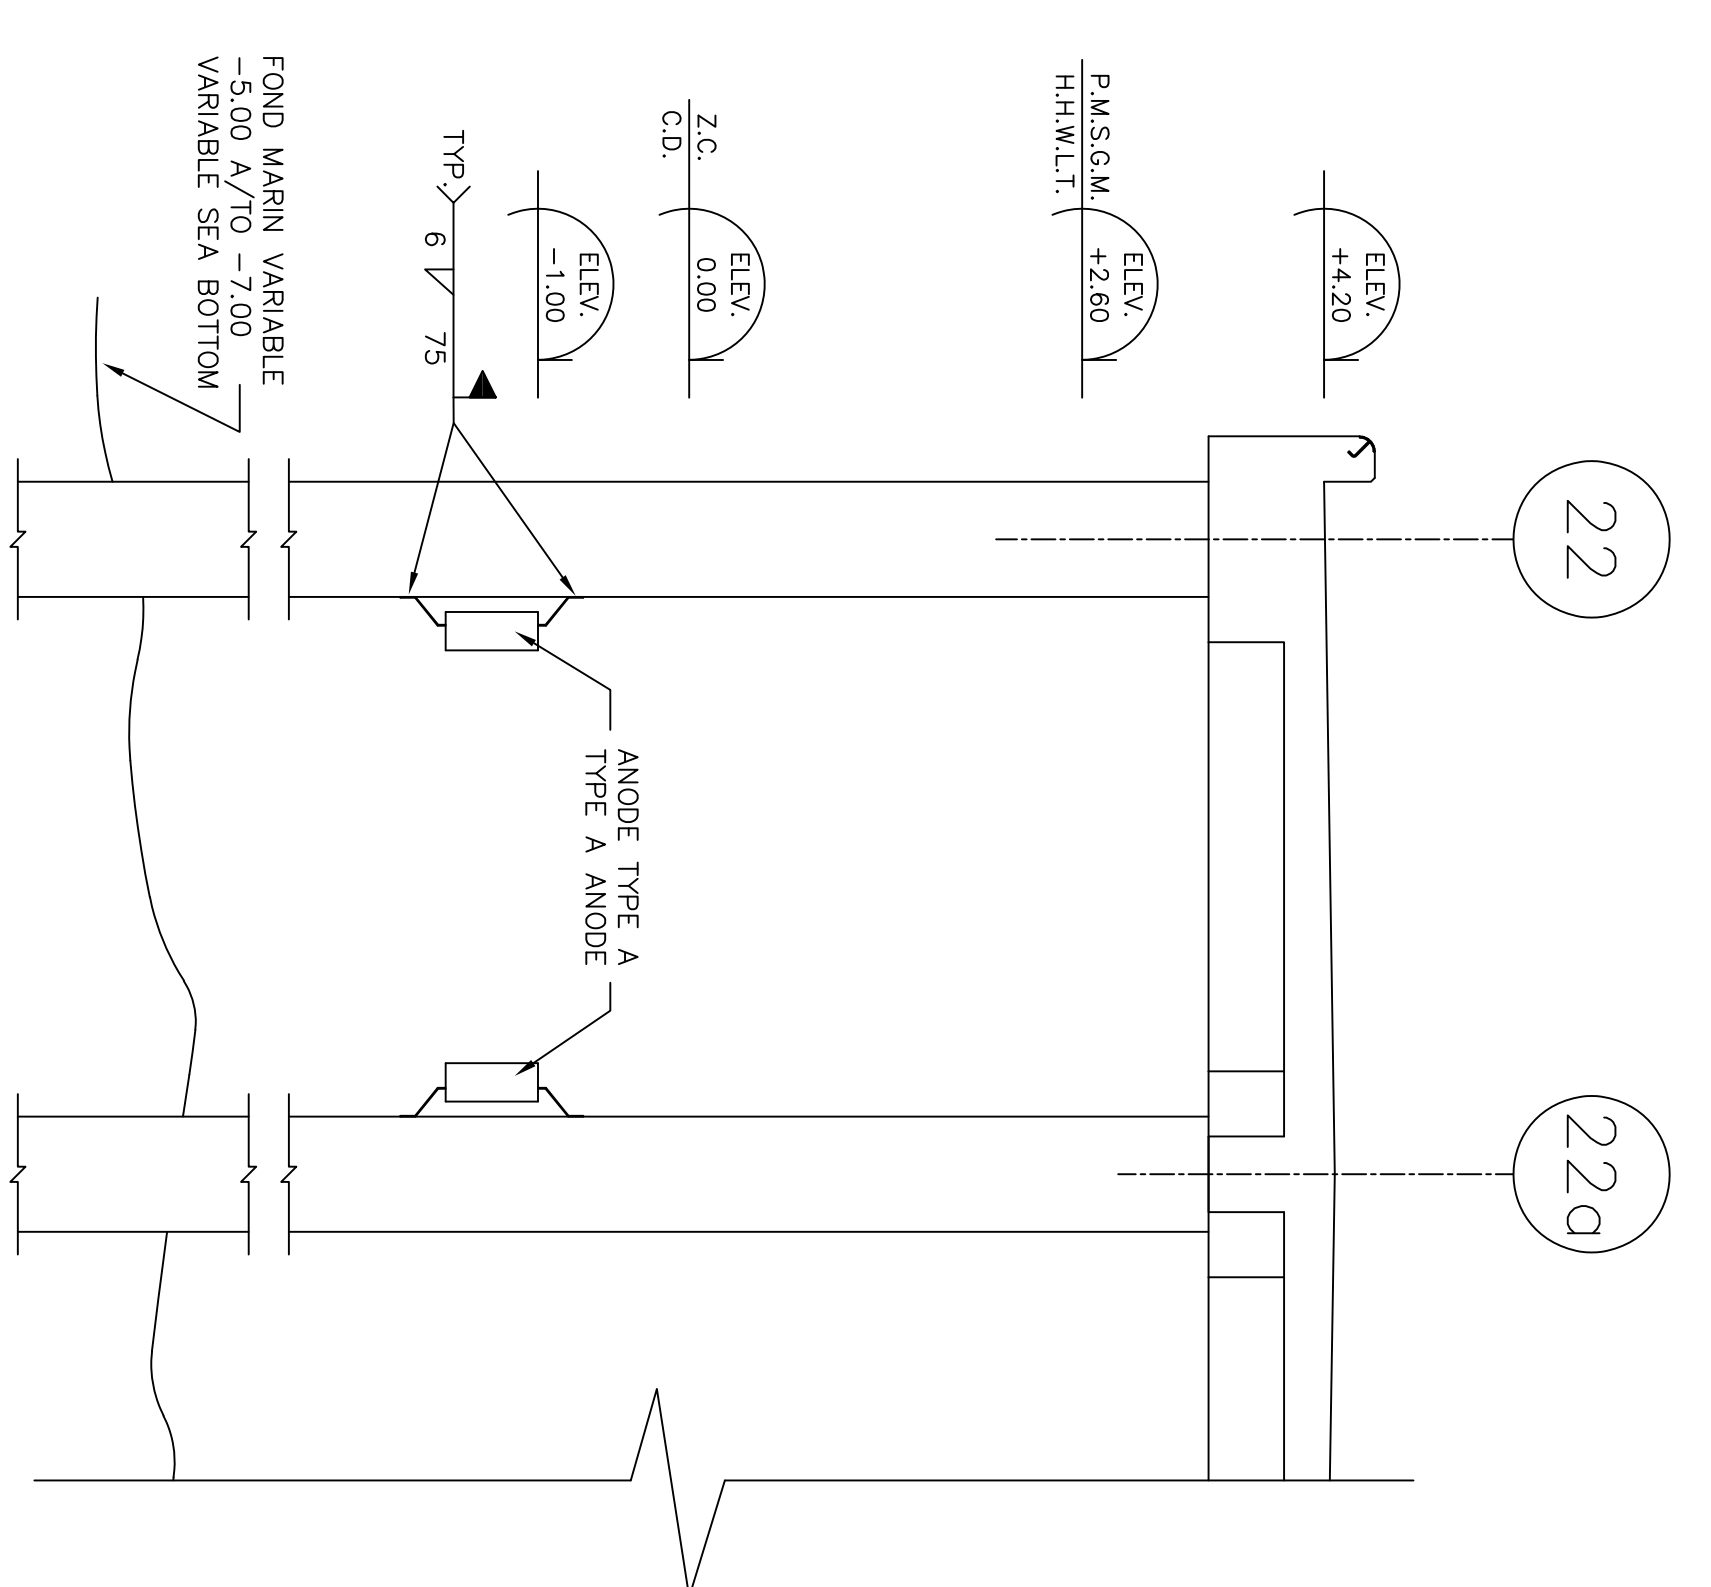 22
22a
ELEV.
+4.20
P.M.S.G.M.
H.H.W.L.T.
ELEV.
+2.60
Z.C.
C.D.
ELEV.
0.00
ELEV.
-1.00
TYP.
6
75
ANODE TYPE A
TYPE A ANODE
FOND MARIN VARIABLE
-5.00 A/TO -7.00
VARIABLE SEA BOTTOM